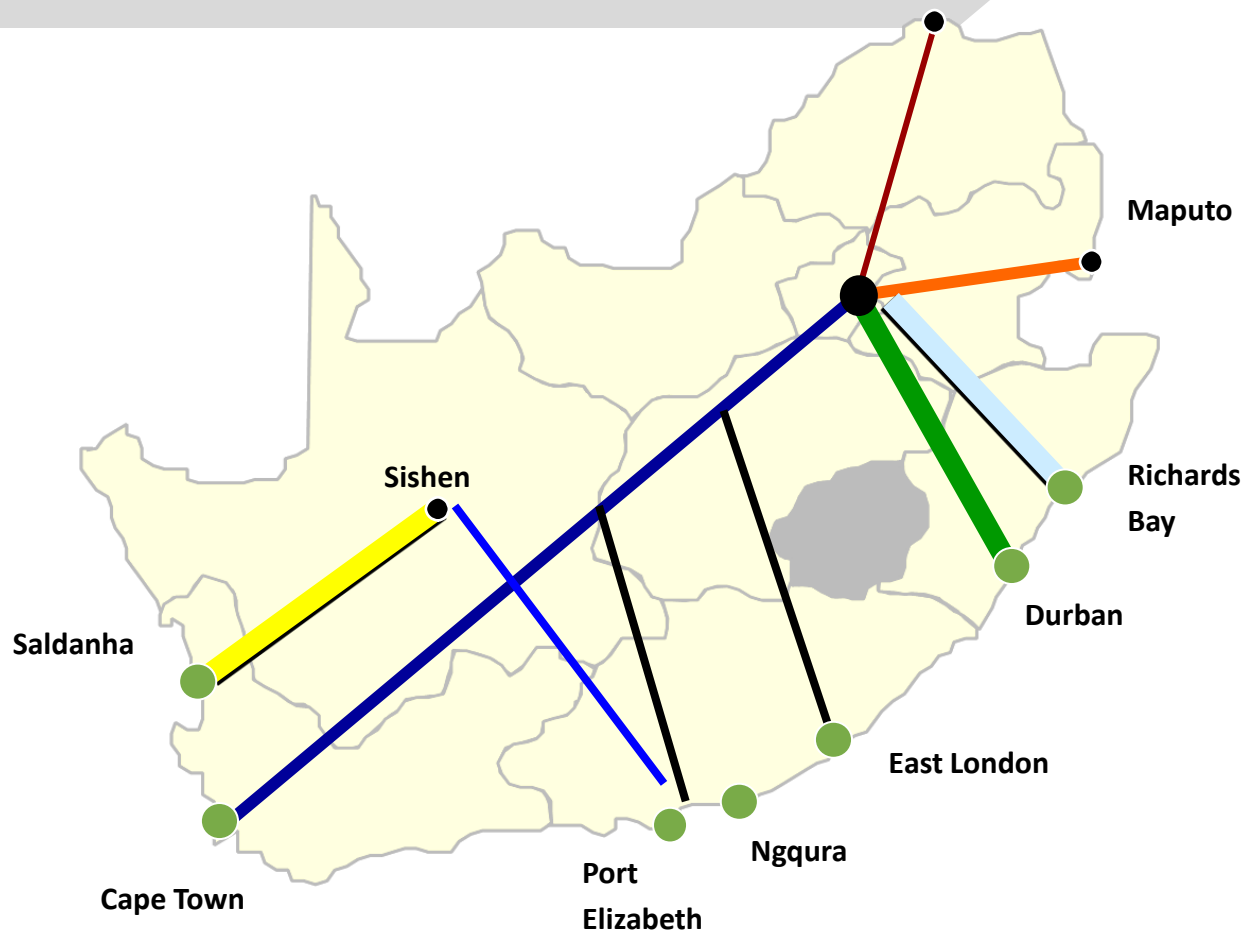 Maputo
Sishen
Richards
Bay
Durban
Saldanha
East London
Ngqura
Port
Elizabeth
Cape Town